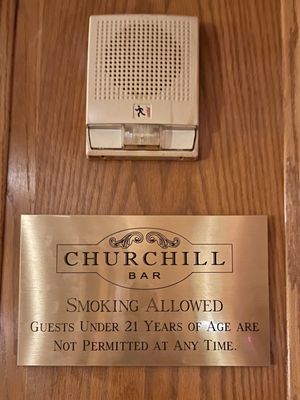 CHURCHILL
BAR
SMOKING ALLOWED
GUESTS UNDER 21 YEARS OF AGE ARE
NOT PERMITTED AT ANY TIME.